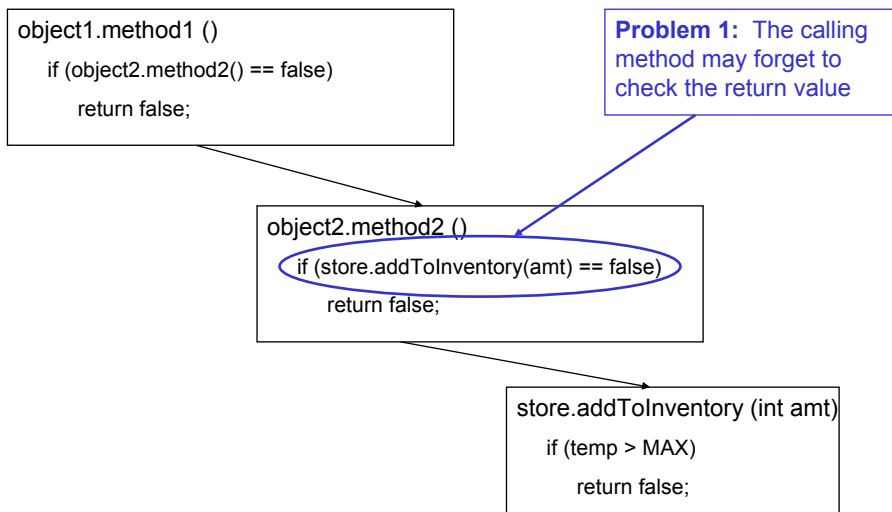 object1.method1 ()
if (object2.method2() == false)
return false;
Problem 1: The calling
method may forget to
check the return value
object2.method2 ()
if (store.addToInventory(amt) == false)
return false;
store.addToInventory (int amt)
if (temp > MAX)
return false;